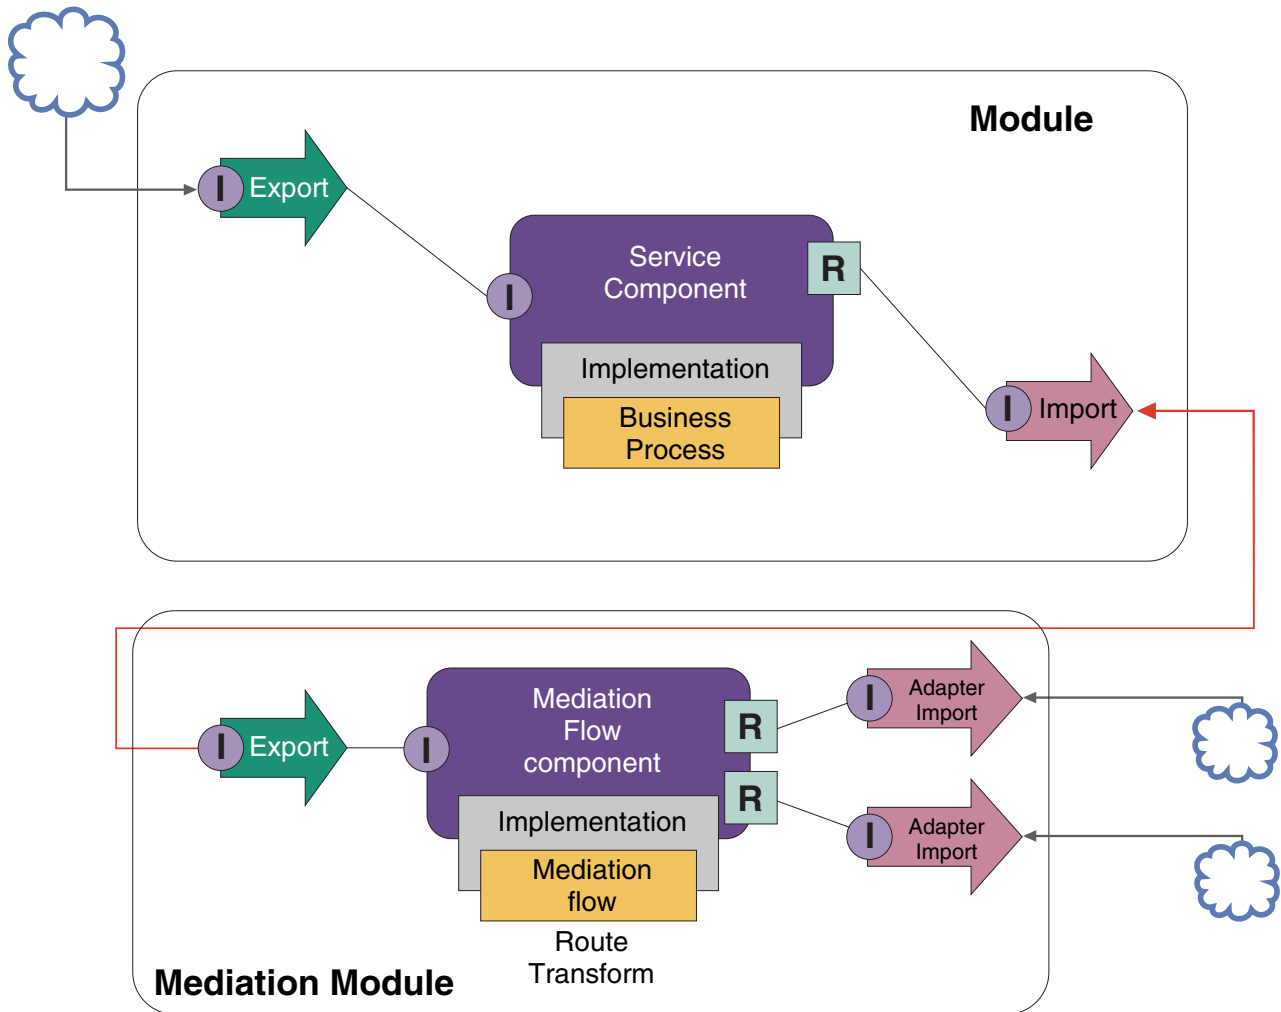 Module
I
Export
Service
Component
R
I
Implementation
I
Import
Business
Process
Mediation
Flow
component
I
Adapter
Import
R
I
Export
I
R
Implementation
I
Adapter
Import
Mediation
flow
Route
Transform
Mediation Module